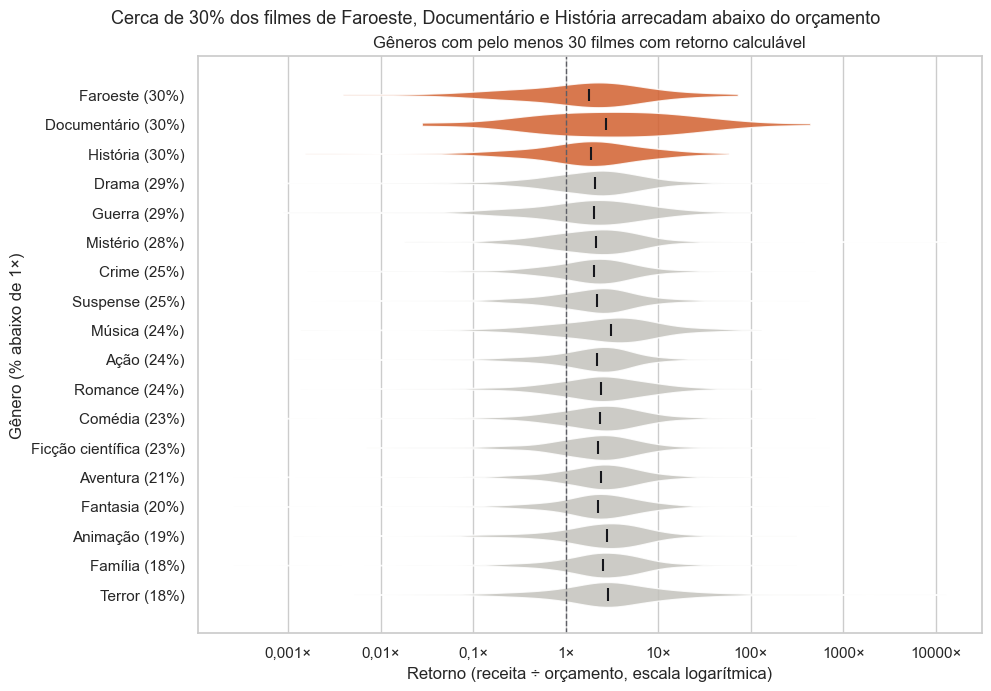 Cerca de 30% dos filmes de Faroeste, Documentário e História arrecadam abaixo do orçamento
Gêneros com pelo menos 30 filmes com retorno calculável
Gênero (% abaixo de 1×)
Faroeste (30%)
Documentário (30%)
História (30%)
Drama (29%)
Guerra (29%)
Mistério (28%)
Crime (25%)
Suspense (25%)
Música (24%)
Ação (24%)
Romance (24%)
Comédia (23%)
Ficção científica (23%)
Aventura (21%)
Fantasia (20%)
Animação (19%)
Família (18%)
Terror (18%)
0,001× 0,01× 0,1× 1× 10× 100× 1000× 10000×
Retorno (receita ÷ orçamento, escala logarítmica)